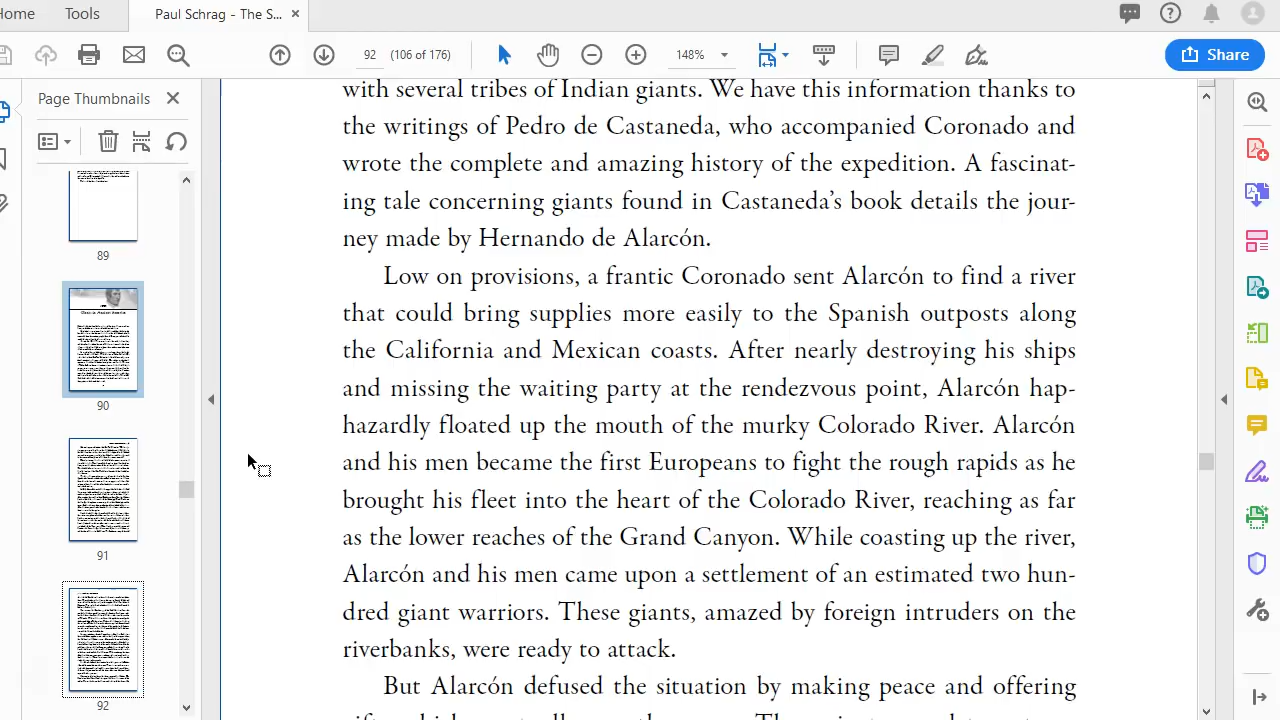 Home
Tools
Paul Schrag - The S...
92
(106 of 176)
148%
Share
Page Thumbnails
89
90
91
92
with several tribes of Indian giants. We have this information thanks to
the writings of Pedro de Castaneda, who accompanied Coronado and
wrote the complete and amazing history of the expedition. A fascinat-
ing tale concerning giants found in Castaneda's book details the jour-
ney made by Hernando de Alarcón.
Low on provisions, a frantic Coronado sent Alarcón to find a river
that could bring supplies more easily to the Spanish outposts along
the California and Mexican coasts. After nearly destroying his ships
and missing the waiting party at the rendezvous point, Alarcón hap-
hazardly floated up the mouth of the murky Colorado River. Alarcón
and his men became the first Europeans to fight the rough rapids as he
brought his fleet into the heart of the Colorado River, reaching as far
as the lower reaches of the Grand Canyon. While coasting up the river,
Alarcón and his men came upon a settlement of an estimated two hun-
dred giant warriors. These giants, amazed by foreign intruders on the
riverbanks, were ready to attack.
But Alarcón defused the situation by making peace and offering